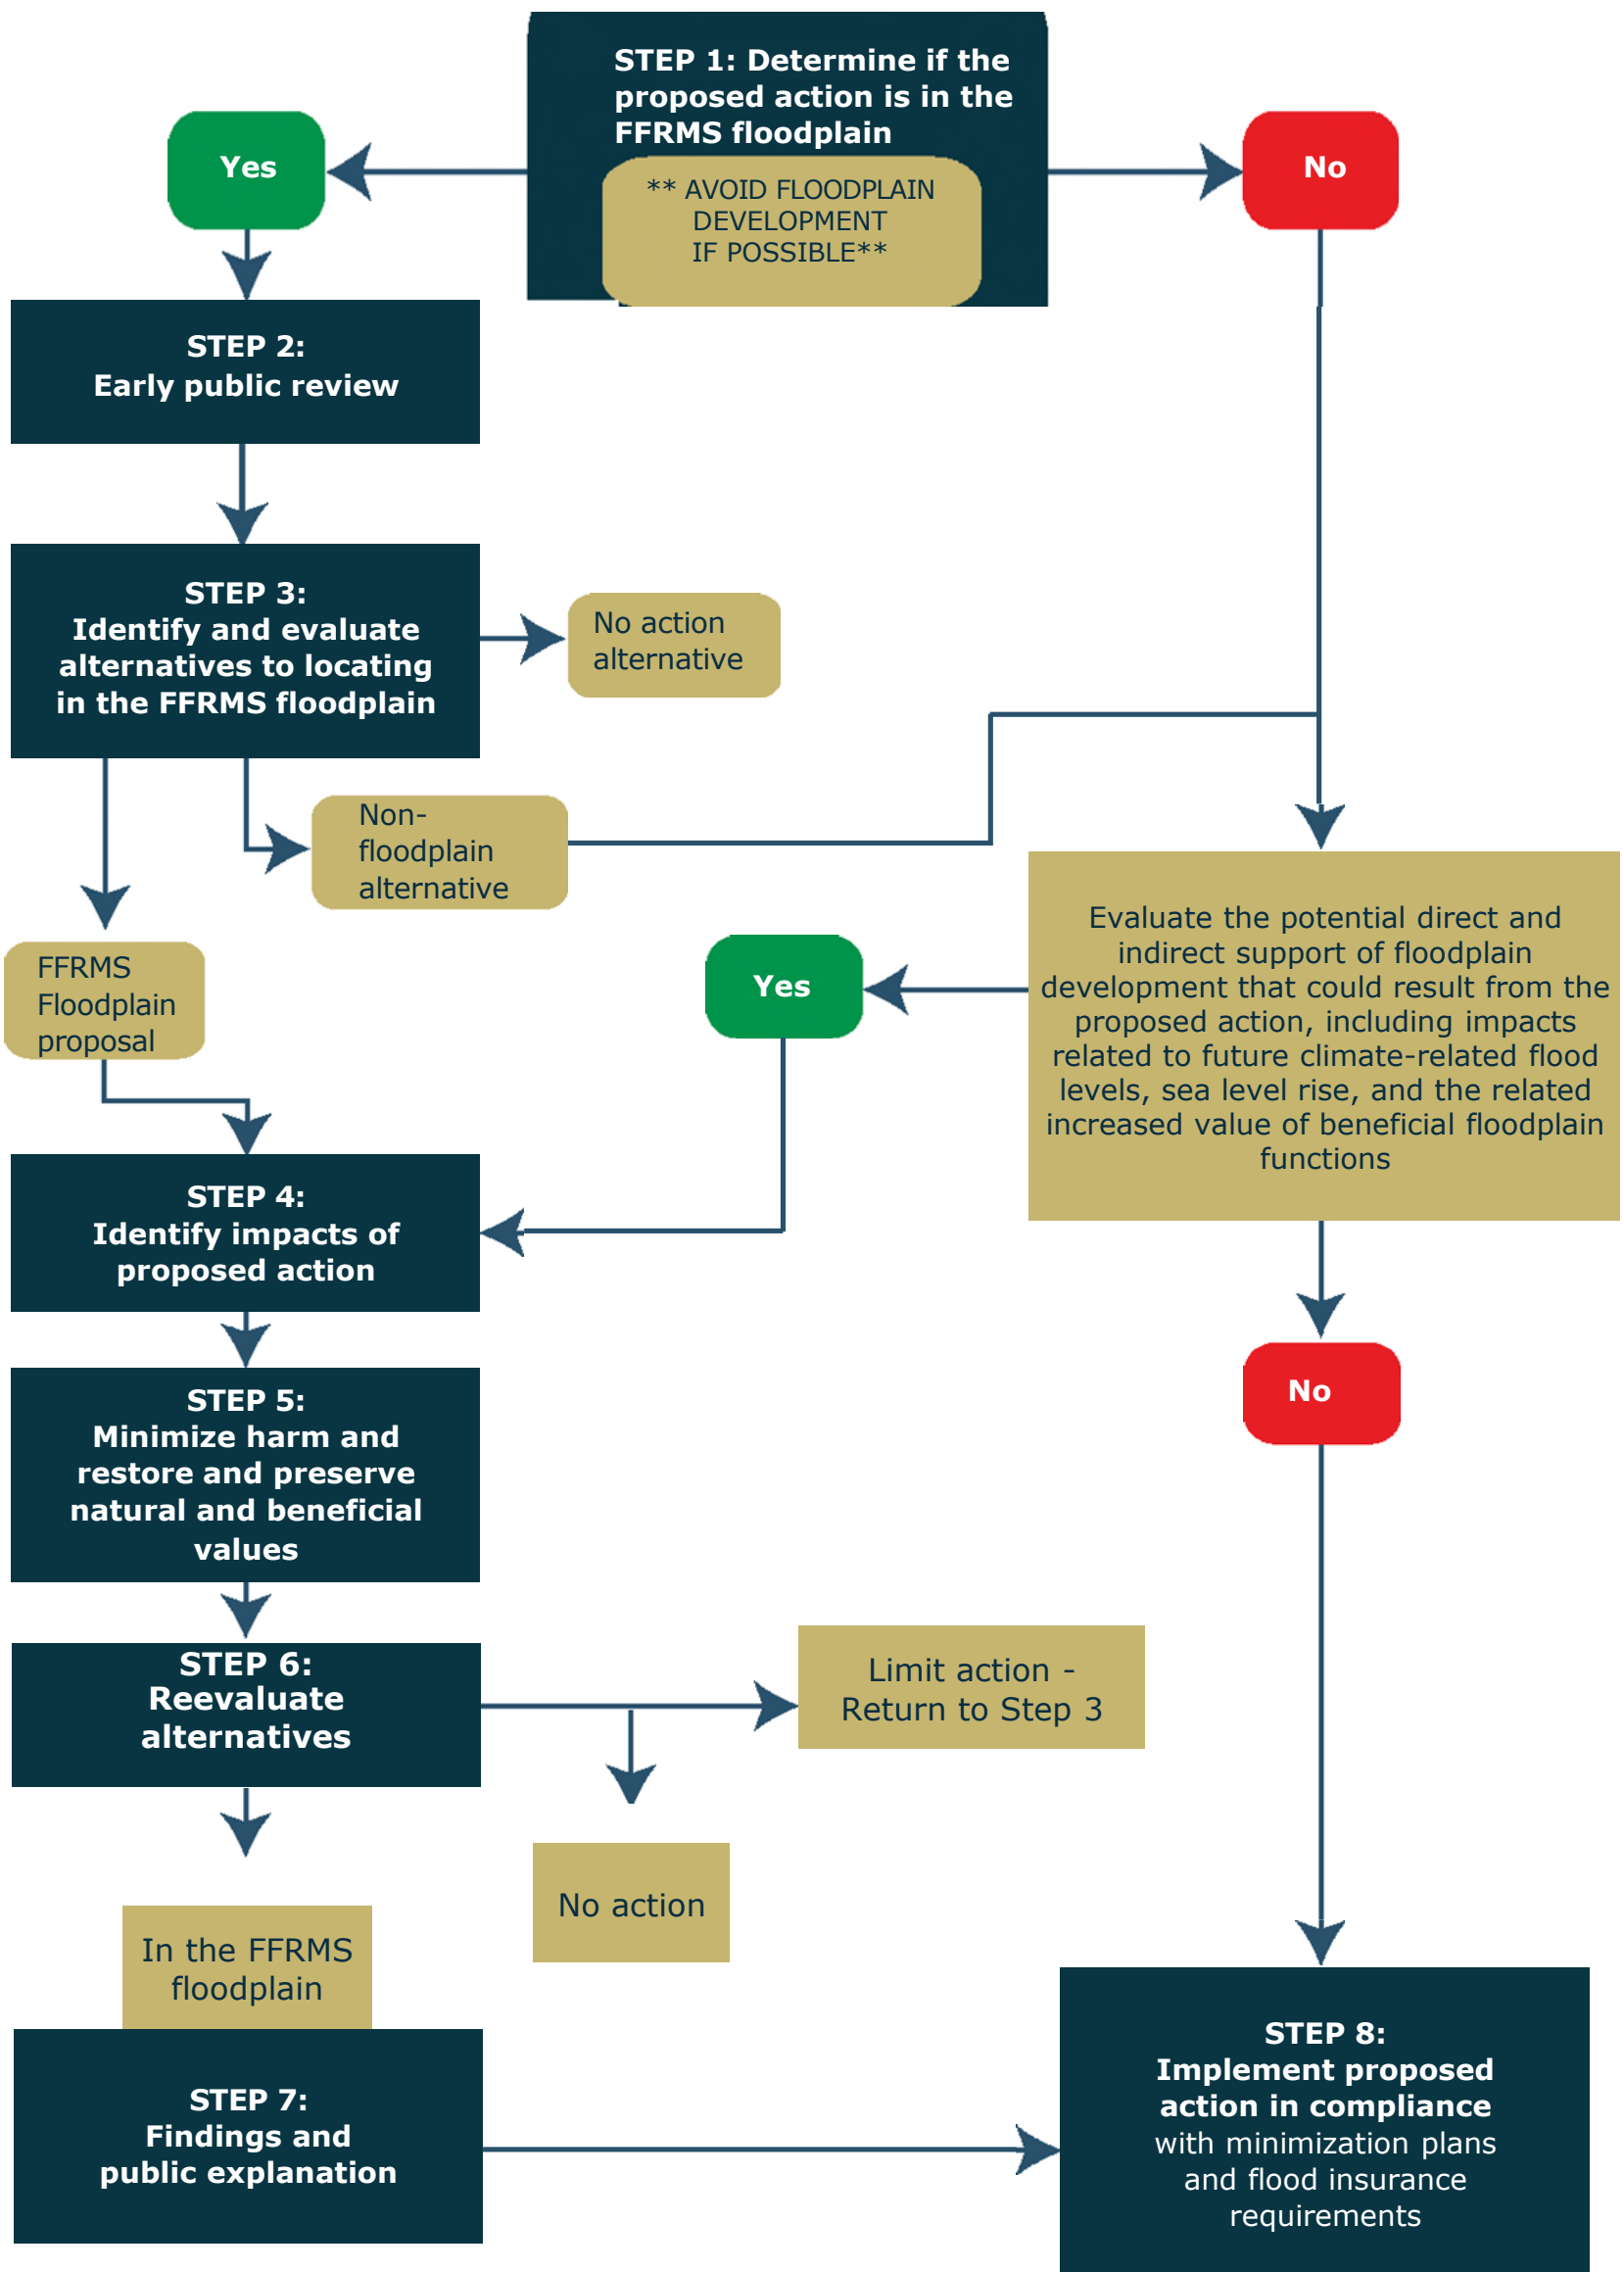 STEP 1: Determine if the
proposed action is in the
FFRMS floodplain
** AVOID FLOODPLAIN
DEVELOPMENT
IF POSSIBLE**
Yes
No
STEP 2:
Early public review
STEP 3:
Identify and evaluate
alternatives to locating
in the FFRMS floodplain
No action
alternative
Non-
floodplain
alternative
FFRMS
Floodplain
proposal
Yes
Evaluate the potential direct and
indirect support of floodplain
development that could result from the
proposed action, including impacts
related to future climate-related flood
levels, sea level rise, and the related
increased value of beneficial floodplain
functions
STEP 4:
Identify impacts of
proposed action
No
STEP 5:
Minimize harm and
restore and preserve
natural and beneficial
values
STEP 6:
Reevaluate
alternatives
Limit action -
Return to Step 3
No action
In the FFRMS
floodplain
STEP 7:
Findings and
public explanation
STEP 8:
Implement proposed
action in compliance
with minimization plans
and flood insurance
requirements